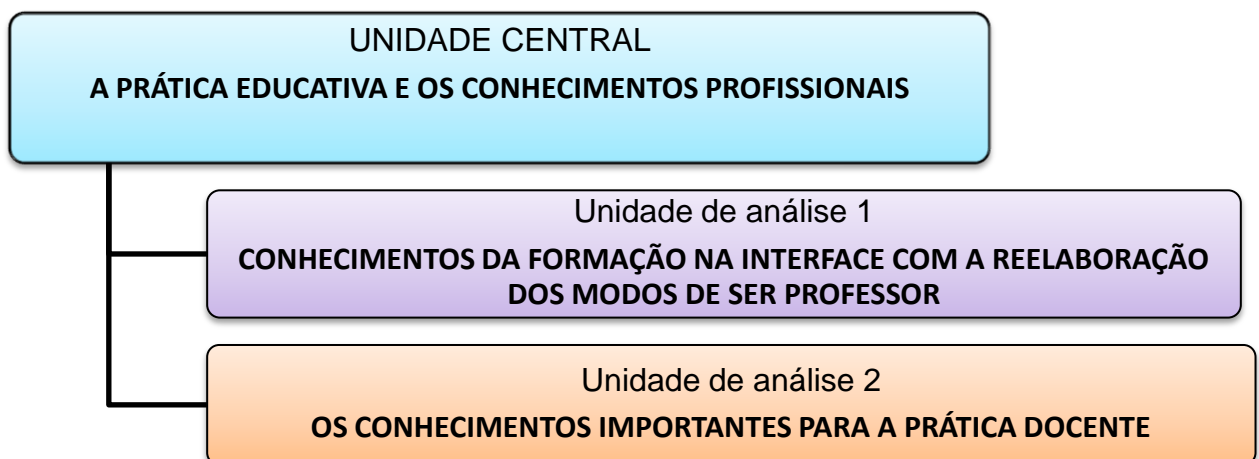 UNIDADE CENTRAL
A PRÁTICA EDUCATIVA E OS CONHECIMENTOS PROFISSIONAIS
Unidade de análise 1
CONHECIMENTOS DA FORMAÇÃO NA INTERFACE COM A REELABORAÇÃO
DOS MODOS DE SER PROFESSOR
Unidade de análise 2
OS CONHECIMENTOS IMPORTANTES PARA A PRÁTICA DOCENTE